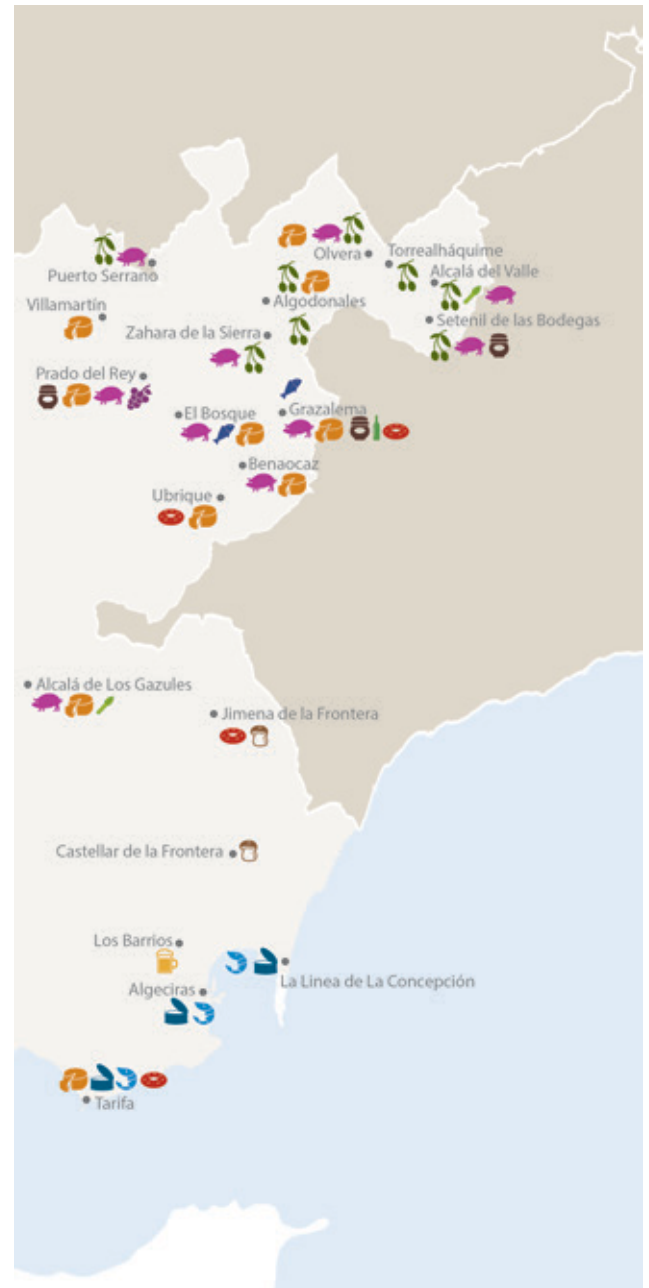 Olvera
Torrealháquime
Puerto Serrano
Alcalá del Valle
Villamartín
Algodonales
Setenil de las Bodegas
Zahara de la Sierra
Prado del Rey
El Bosque
Grazalema
Benaocaz
Ubrique
Alcalá de Los Gazules
Jimena de la Frontera
Castellar de la Frontera
Los Barrios
La Linea de La Concepción
Algeciras
Tarifa